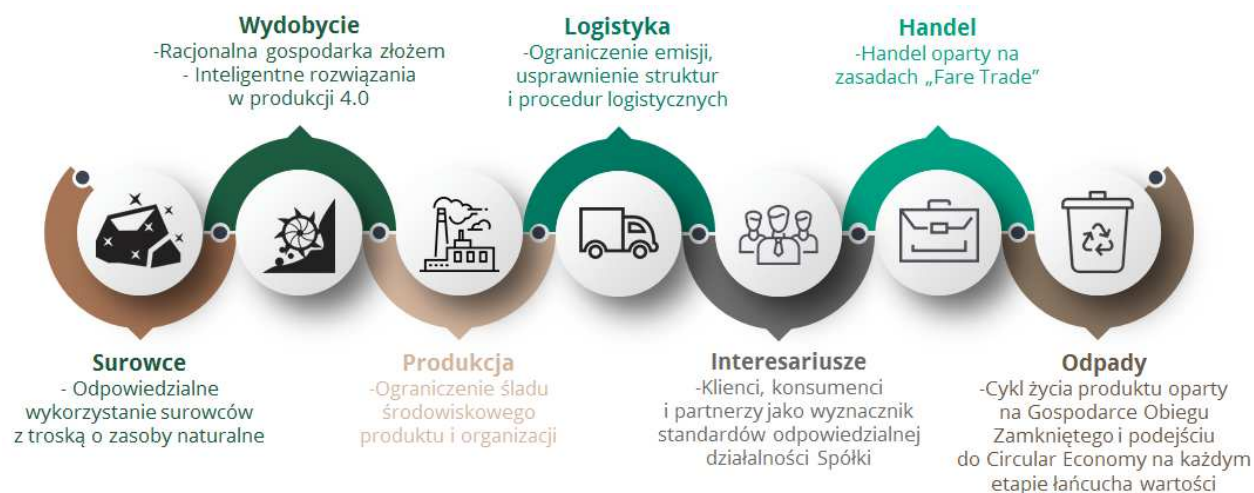 Wydobycie
-Racjonalna gospodarka złożem
- Inteligentne rozwiązania
w produkcji 4.0
Logistyka
-Ograniczenie emisji,
usprawnienie struktur
i procedur logistycznych
Handel
-Handel oparty na
zasadach „Fare Trade”
Surowce
- Odpowiedzialne
wykorzystanie surowców
z troską o zasoby naturalne
Produkcja
-Ograniczenie śladu
środowiskowego
produktu i organizacji
Interesariusze
-Klienci, konsumenci
i partnerzy jako wyznacznik
standardów odpowiedzialnej
działalności Spółki
Odpady
-Cykl życia produktu oparty
na Gospodarce Obiegu
Zamkniętego i podejściu
do Circular Economy na każdym
etapie łańcucha wartości